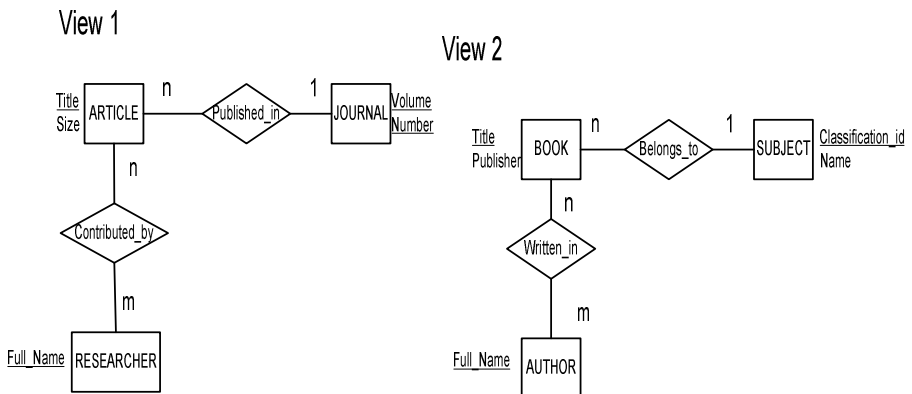 View 1
Title
Size
ARTICLE
n
Published_in
1
JOURNAL
Volume
Number
n
Contributed_by
m
Full_Name
RESEARCHER
View 2
Title
Publisher
BOOK
n
Belongs_to
1
SUBJECT
Classification_id
Name
n
Written_in
m
Full_Name
AUTHOR